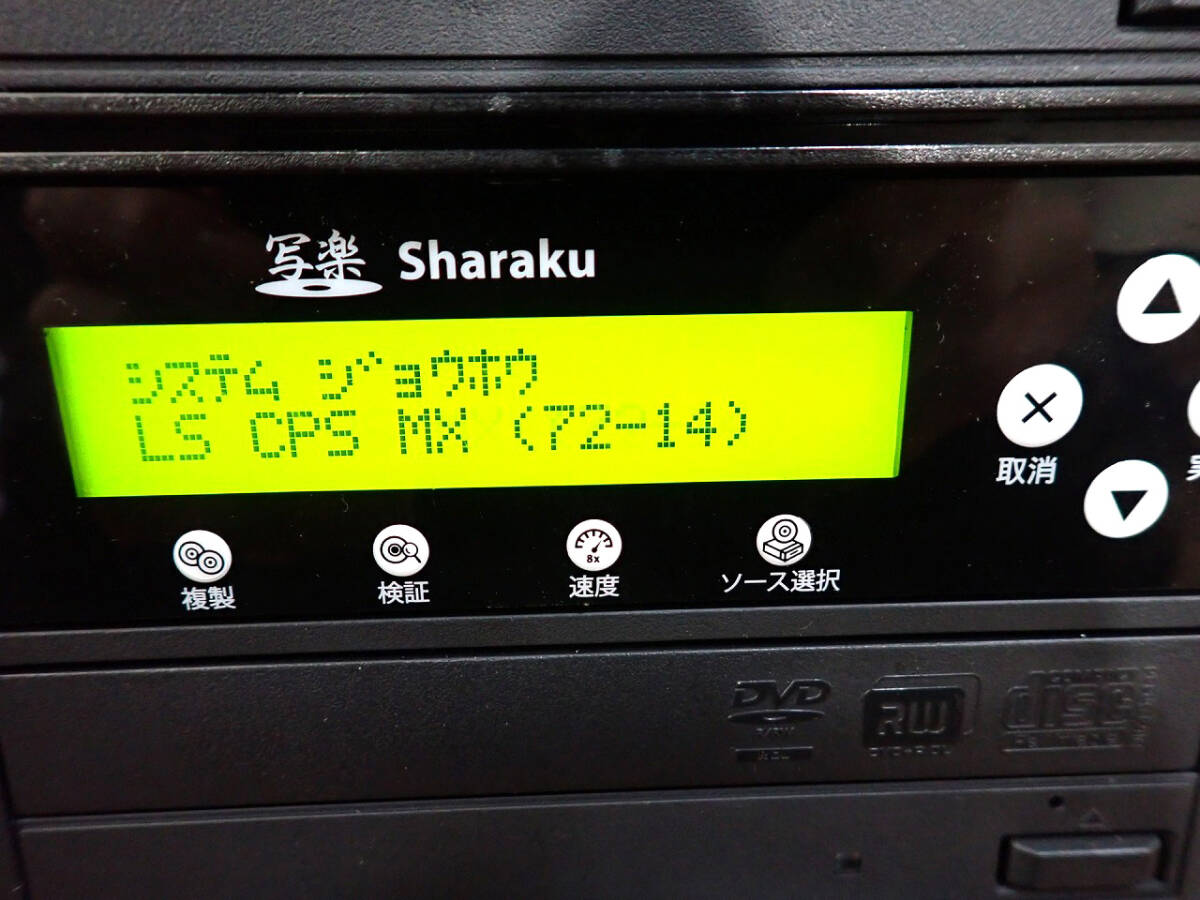 写楽 Sharaku
システム ジョウホウ
LS CPS MX (72-14)
取消
8x
複製
検証
速度
ソース選択
DVD
RW
disc